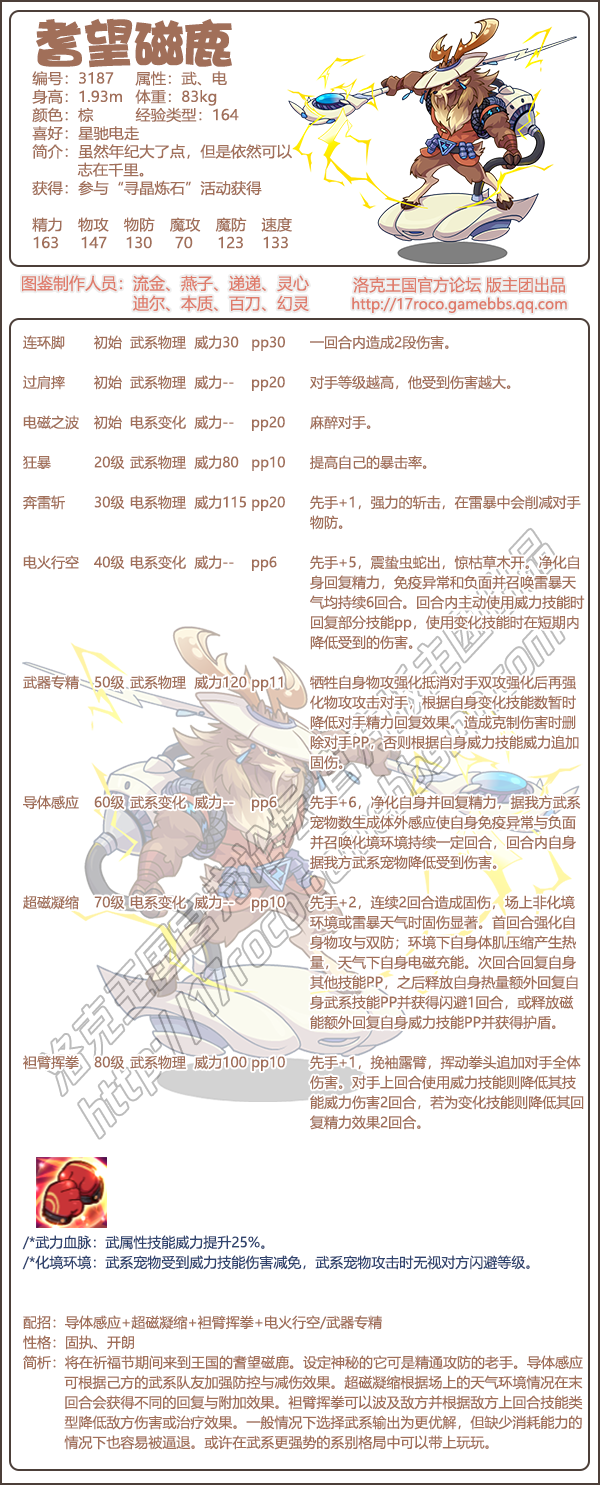 耆望磁鹿
编号：3187 属性：武、电
身高：1.93m 体重：83kg
颜色：棕 经验类型：164
喜好：星驰电走
简介：虽然年纪大了点，但是依然可以
志在千里。
获得：参与“寻晶炼石”活动获得
精力 物攻 物防 魔攻 魔防 速度
163 147 130 70 123 133
图鉴制作人员：流金、燕子、递递、灵心
迪尔、本质、百刀、幻灵
洛克王国官方论坛 版主团出品
http://17roco.gamebbs.qq.com
连环脚 初始 武系物理 威力30 pp30 一回合内造成2段伤害。
过肩摔 初始 武系物理 威力-- pp20 对手等级越高，他受到伤害越大。
电磁之波 初始 电系变化 威力-- pp20 麻醉对手。
狂暴 20级 武系物理 威力80 pp10 提高自己的暴击率。
奔雷斩 30级 电系物理 威力115 pp20 先手+1，强力的斩击，在雷暴中会削减对手
物防。
电火行空 40级 电系变化 威力-- pp6 先手+5，震蛰虫蛇出，惊枯草木开。净化自
身回复精力，免疫异常和负面并召唤雷暴天
气均持续6回合。回合内主动使用威力技能时
回复部分技能pp，使用变化技能时在短期内
降低受到的伤害。
武器专精 50级 武系物理 威力120 pp11 牺牲自身物攻强化抵消对手双攻强化后再强
化物攻攻击对手，根据自身变化技能数暂时
降低对手精力回复效果。造成克制伤害时删
除对手PP，否则根据自身威力技能威力追加
固伤。
导体感应 60级 武系变化 威力-- pp6 先手+6，净化自身并回复精力，据我方武系
宠物数生成体外感应使自身免疫异常与负面
并召唤化境环境持续一定回合，回合内自身
据我方武系宠物降低受到伤害。
超磁凝缩 70级 电系变化 威力-- pp10 先手+2，连续2回合造成固伤，场上非化境
环境或雷暴天气时固伤显著。首回合强化自
身物攻与双防；环境下自身体肌压缩产生热
量，天气下自身电磁充能。次回合回复自身
其他技能PP，之后释放自身热量额外回复自
身武系技能PP并获得闪避1回合，或释放磁
能额外回复自身威力技能PP并获得护盾。
袒臂挥拳 80级 武系物理 威力100 pp10 先手+1，挽袖露臂，挥动拳头追加对手全体
伤害。对手上回合使用威力技能则降低其技
能威力伤害2回合，若为变化技能则降低其回
复精力效果2回合。
洛克王国官方论坛 版主团出品
http://17roco.gamebbs.qq.com
/*武力血脉：武属性技能威力提升25%。
/*化境环境：武系宠物受到威力技能伤害减免，武系宠物攻击时无视对方闪避等级。
配招：导体感应+超磁凝缩+袒臂挥拳+电火行空/武器专精
性格：固执、开朗
简析：将在祈福节期间来到王国的耆望磁鹿。设定神秘的它可是精通攻防的老手。导体感应
可根据己方的武系队友加强防控与减伤效果。超磁凝缩根据场上的天气环境情况在末
回合会获得不同的回复与附加效果。袒臂挥拳可以波及敌方并根据敌方上回合技能类
型降低敌方伤害或治疗效果。一般情况下选择武系输出为更优解，但缺少消耗能力的
情况下也容易被逼退。或许在武系更强势的系别格局中可以带上玩玩。